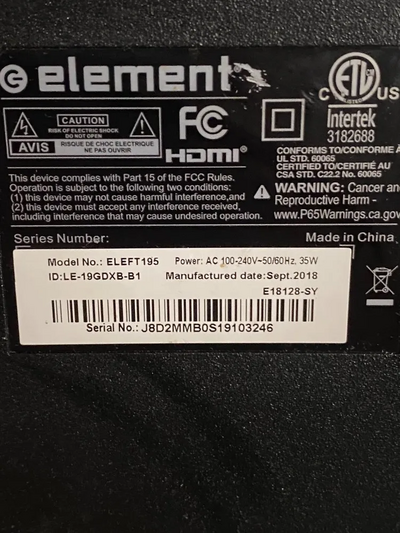 element
C ETL US
LISTED
Intertek
3182688
CAUTION
RISK OF ELECTRIC SHOCK
DO NOT OPEN
AVIS
RISQUE DE CHOC ELECTRIQUE
NE PAS OUVRIR
FC
HDMI®
CONFORMS TO/CONFORME À
UL STD. 60065
CERTIFIED TO/CERTIFIÉ AU
CSA STD. C22.2 No. 60065
This device complies with Part 15 of the FCC Rules.
Operation is subject to the following two conditions:
(1) this device may not cause harmful interference,and
(2) this device must accept any interference received,
including interference that may cause undesired operation.
WARNING: Cancer and
Reproductive Harm -
www.P65Warnings.ca.gov
Series Number:
Made in China
Model No.: ELEFT195 Power: AC 100-240V~50/60Hz, 35W
ID:LE-19GDXB-B1 Manufactured date:Sept.2018
E18128-SY
Serial No.: J8D2MMB0S19103246